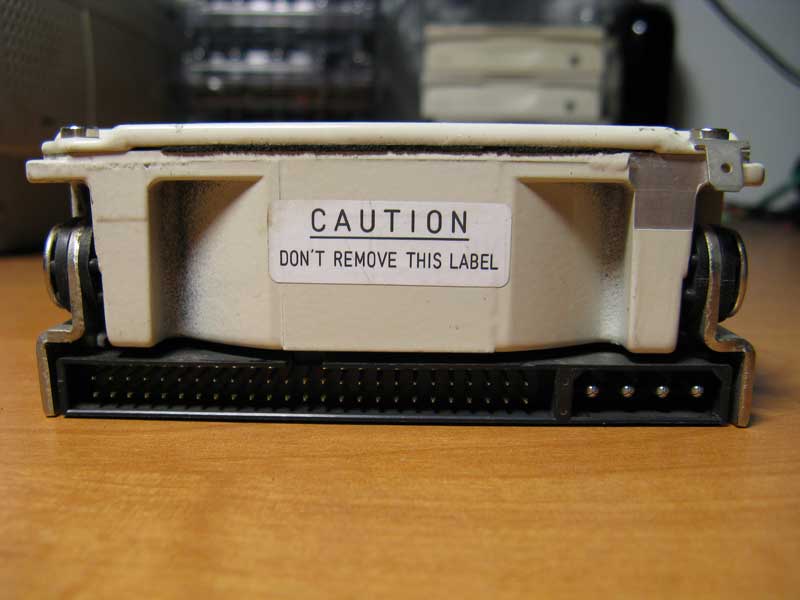 CAUTION
DON'T REMOVE THIS LABEL